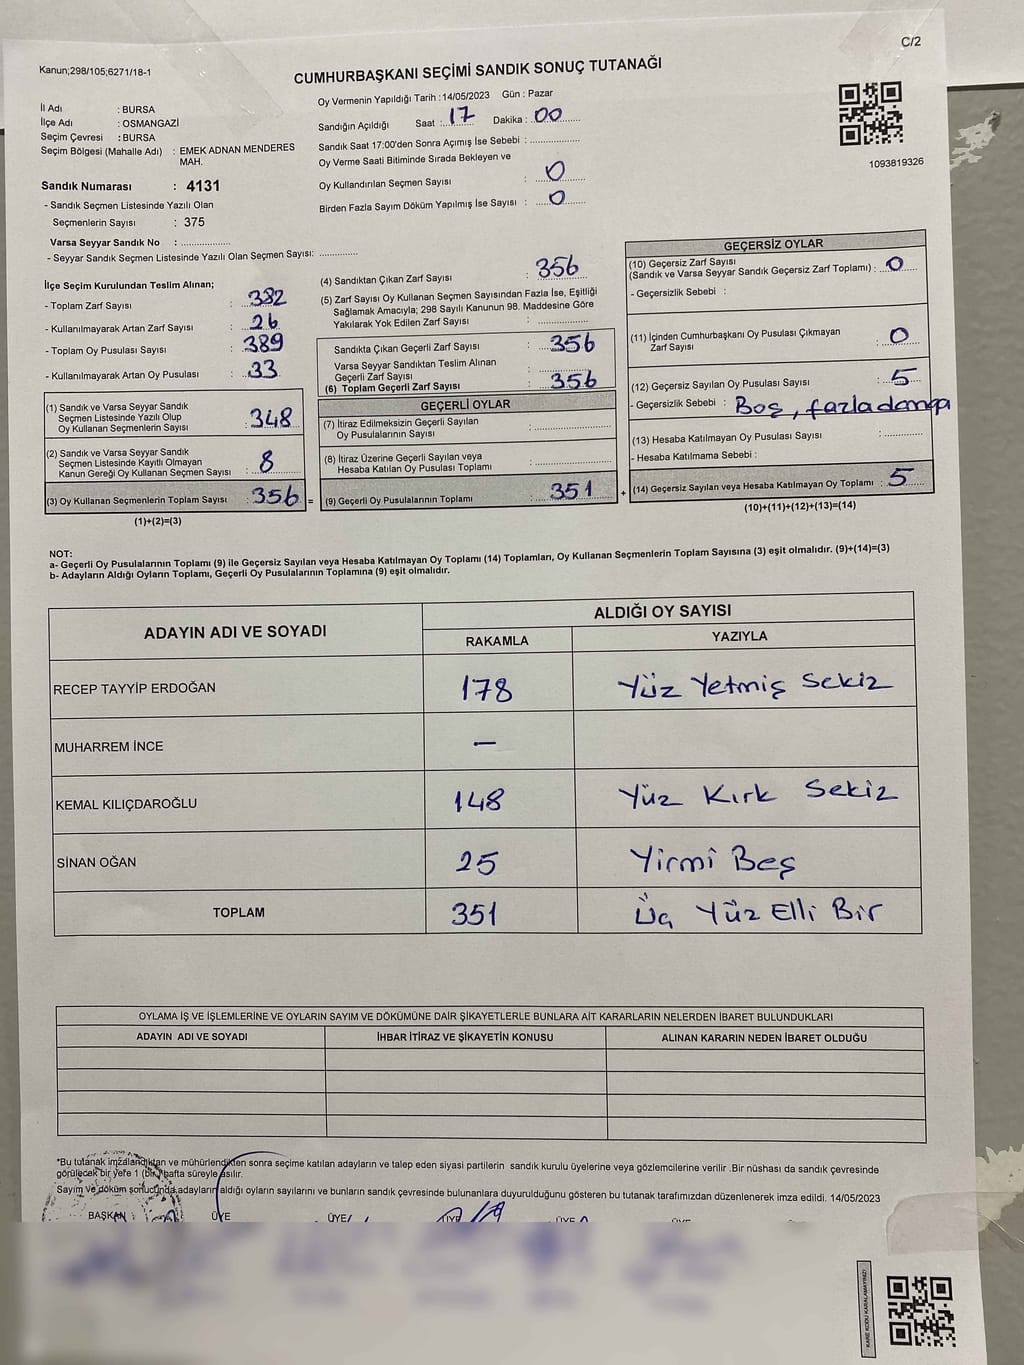 C/2
Kanun;298/105;6271/18-1
CUMHURBAŞKANI SEÇİMİ SANDIK SONUÇ TUTANAĞI
İl Adı : BURSA
İlçe Adı : OSMANGAZİ
Seçim Çevresi : BURSA
Seçim Bölgesi (Mahalle Adı) : EMEK ADNAN MENDERES
MAH.
Sandık Numarası : 4131
- Sandık Seçmen Listesinde Yazılı Olan
Seçmenlerin Sayısı : 375
Varsa Seyyar Sandık No : ..................
- Seyyar Sandık Seçmen Listesinde Yazılı Olan Seçmen Sayısı: ..............
Oy Vermenin Yapıldığı Tarih : 14/05/2023 Gün : Pazar
Sandığın Açıldığı Saat : 17 Dakika : 00
Sandık Saat 17:00'den Sonra Açımış İse Sebebi : ..................
Oy Verme Saati Bitiminde Sırada Bekleyen ve
Oy Kullandırılan Seçmen Sayısı : 0
Birden Fazla Sayım Döküm Yapılmış İse Sayısı : 0
1093819326
İlçe Seçim Kurulundan Teslim Alınan;
- Toplam Zarf Sayısı : 382
- Kullanılmayarak Artan Zarf Sayısı : 26
- Toplam Oy Pusulası Sayısı : 389
- Kullanılmayarak Artan Oy Pusulası : 33
(1) Sandık ve Varsa Seyyar Sandık
Seçmen Listesinde Yazılı Olup
Oy Kullanan Seçmenlerin Sayısı : 348
(2) Sandık ve Varsa Seyyar Sandık
Seçmen Listesinde Kayıtlı Olmayan
Kanun Gereği Oy Kullanan Seçmen Sayısı : 8
(3) Oy Kullanan Seçmenlerin Toplam Sayısı : 356 =
(1)+(2)=(3)
(4) Sandıktan Çıkan Zarf Sayısı : 356
(5) Zarf Sayısı Oy Kullanan Seçmen Sayısından Fazla İse, Eşitliği
Sağlamak Amacıyla; 298 Sayılı Kanunun 98. Maddesine Göre
Yakılarak Yok Edilen Zarf Sayısı : ..............
Sandıkta Çıkan Geçerli Zarf Sayısı : 356
Varsa Seyyar Sandıktan Teslim Alınan
Geçerli Zarf Sayısı : ..............
(6) Toplam Geçerli Zarf Sayısı : 356
GEÇERLİ OYLAR
(7) İtiraz Edilmeksizin Geçerli Sayılan
Oy Pusulalarının Sayısı : ..............
(8) İtiraz Üzerine Geçerli Sayılan veya
Hesaba Katılan Oy Pusulası Toplamı : ..............
(9) Geçerli Oy Pusulalarının Toplamı : 351 +
GEÇERSİZ OYLAR
(10) Geçersiz Zarf Sayısı
(Sandık ve Varsa Seyyar Sandık Geçersiz Zarf Toplamı) : 0
- Geçersizlik Sebebi :
(11) İçinden Cumhurbaşkanı Oy Pusulası Çıkmayan
Zarf Sayısı : 0
(12) Geçersiz Sayılan Oy Pusulası Sayısı : 5
- Geçersizlik Sebebi : Boş, fazla damga
(13) Hesaba Katılmayan Oy Pusulası Sayısı : ..............
- Hesaba Katılmama Sebebi :
(14) Geçersiz Sayılan veya Hesaba Katılmayan Oy Toplamı : 5
(10)+(11)+(12)+(13)=(14)
NOT:
a- Geçerli Oy Pusulalarının Toplamı (9) ile Geçersiz Sayılan veya Hesaba Katılmayan Oy Toplamı (14) Toplamları, Oy Kullanan Seçmenlerin Toplam Sayısına (3) eşit olmalıdır. (9)+(14)=(3)
b- Adayların Aldığı Oyların Toplamı, Geçerli Oy Pusulalarının Toplamına (9) eşit olmalıdır.
ADAYIN ADI VE SOYADI ALDIĞI OY SAYISI
RAKAMLA YAZIYLA
RECEP TAYYİP ERDOĞAN 178 Yüz Yetmiş Sekiz
MUHARREM İNCE —
KEMAL KILIÇDAROĞLU 148 Yüz Kırk Sekiz
SİNAN OĞAN 25 Yirmi Beş
TOPLAM 351 Üç Yüz Elli Bir
OYLAMA İŞ VE İŞLEMLERİNE VE OYLARIN SAYIM VE DÖKÜMÜNE DAİR ŞİKAYETLERLE BUNLARA AİT KARARLARIN NELERDEN İBARET BULUNDUKLARI
ADAYIN ADI VE SOYADI İHBAR İTİRAZ VE ŞİKAYETİN KONUSU ALINAN KARARIN NEDEN İBARET OLDUĞU
*Bu tutanak imzalandıktan ve mühürlendikten sonra seçime katılan adayların ve talep eden siyasi partilerin sandık kurulu üyelerine veya gözlemcilerine verilir .Bir nüshası da sandık çevresinde
görülecek bir yere 1 (bir) hafta süreyle asılır.
Sayım ve döküm sonucunda adayların aldığı oyların sayılarını ve bunların sandık çevresinde bulunanlara duyurulduğunu gösteren bu tutanak tarafımızdan düzenlenerek imza edildi. 14/05/2023
BAŞKAN ÜYE ÜYE ÜYE ÜYE ÜYE
KARE KODU KARALAMAYINIZ!